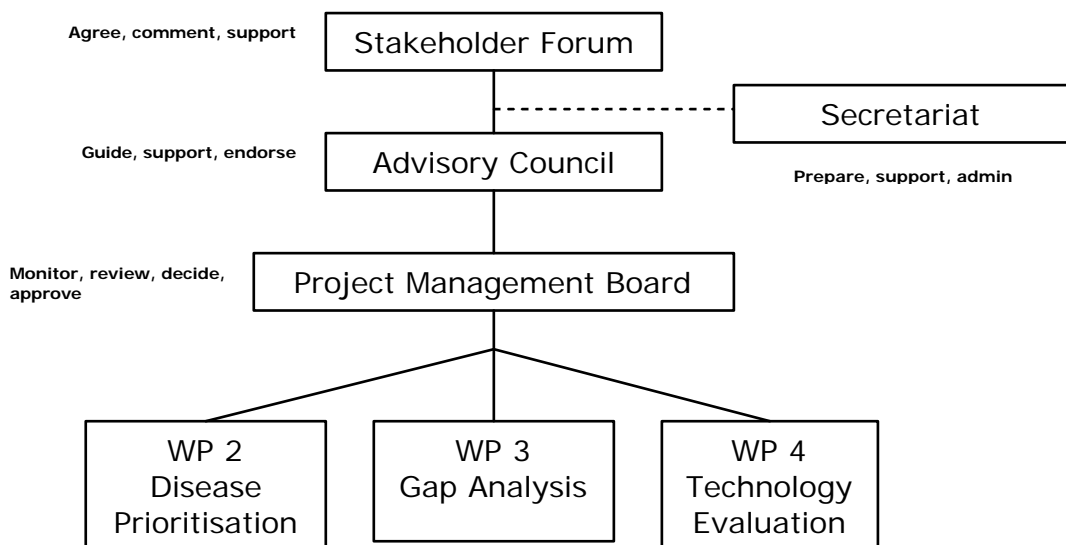 Agree, comment, support
Stakeholder Forum
Secretariat
Guide, support, endorse
Advisory Council
Prepare, support, admin
Monitor, review, decide,
approve
Project Management Board
WP 2
Disease
Prioritisation
WP 3
Gap Analysis
WP 4
Technology
Evaluation